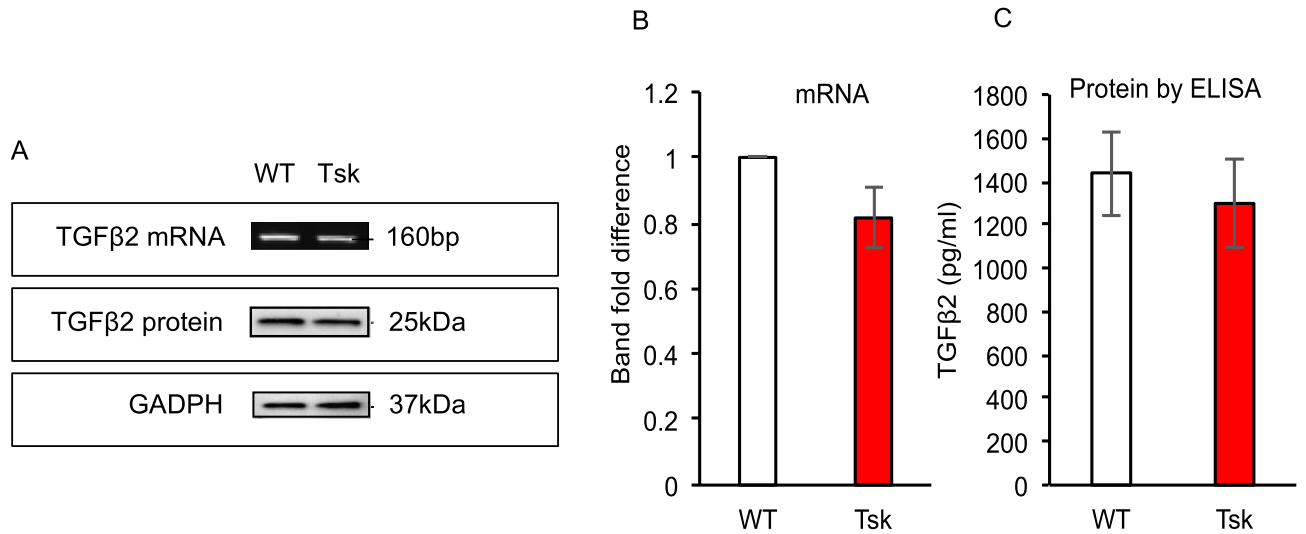 A
WT Tsk
TGFβ2 mRNA 160bp
TGFβ2 protein 25kDa
GADPH 37kDa
B
mRNA
Band fold difference
1.2
1
0.8
0.6
0.4
0.2
0
WT Tsk
C
Protein by ELISA
TGFβ2 (pg/ml)
1800
1600
1400
1200
1000
800
600
400
200
0
WT Tsk